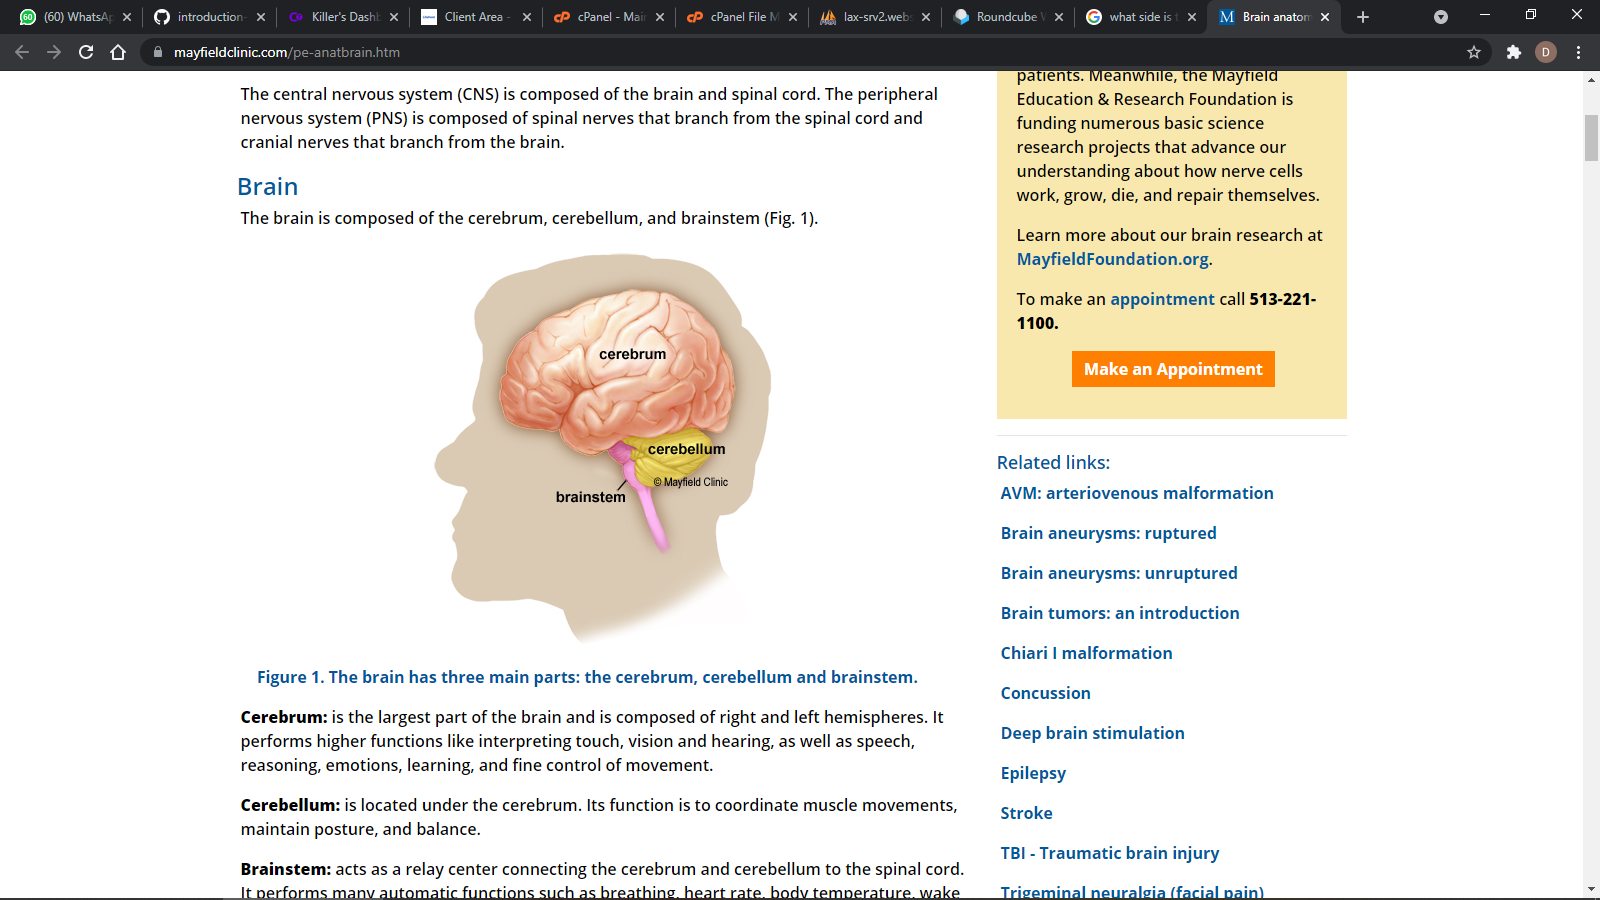 (60) WhatsAp
introduction-
Killer's Dashb
Client Area -
cPanel - Mair
cPanel File M
lax-srv2.webs
Roundcube W
what side is t
Brain anatom
mayfieldclinic.com/pe-anatbrain.htm
D
The central nervous system (CNS) is composed of the brain and spinal cord. The peripheral
nervous system (PNS) is composed of spinal nerves that branch from the spinal cord and
cranial nerves that branch from the brain.
Brain
The brain is composed of the cerebrum, cerebellum, and brainstem (Fig. 1).
cerebrum
cerebellum
© Mayfield Clinic
brainstem
Figure 1. The brain has three main parts: the cerebrum, cerebellum and brainstem.
Cerebrum: is the largest part of the brain and is composed of right and left hemispheres. It
performs higher functions like interpreting touch, vision and hearing, as well as speech,
reasoning, emotions, learning, and fine control of movement.
Cerebellum: is located under the cerebrum. Its function is to coordinate muscle movements,
maintain posture, and balance.
Brainstem: acts as a relay center connecting the cerebrum and cerebellum to the spinal cord.
It performs many automatic functions such as breathing, heart rate, body temperature, wake
patients. Meanwhile, the Mayfield
Education & Research Foundation is
funding numerous basic science
research projects that advance our
understanding about how nerve cells
work, grow, die, and repair themselves.
Learn more about our brain research at
MayfieldFoundation.org.
To make an appointment call 513-221-
1100.
Make an Appointment
Related links:
AVM: arteriovenous malformation
Brain aneurysms: ruptured
Brain aneurysms: unruptured
Brain tumors: an introduction
Chiari I malformation
Concussion
Deep brain stimulation
Epilepsy
Stroke
TBI - Traumatic brain injury
Trigeminal neuralgia (facial pain)